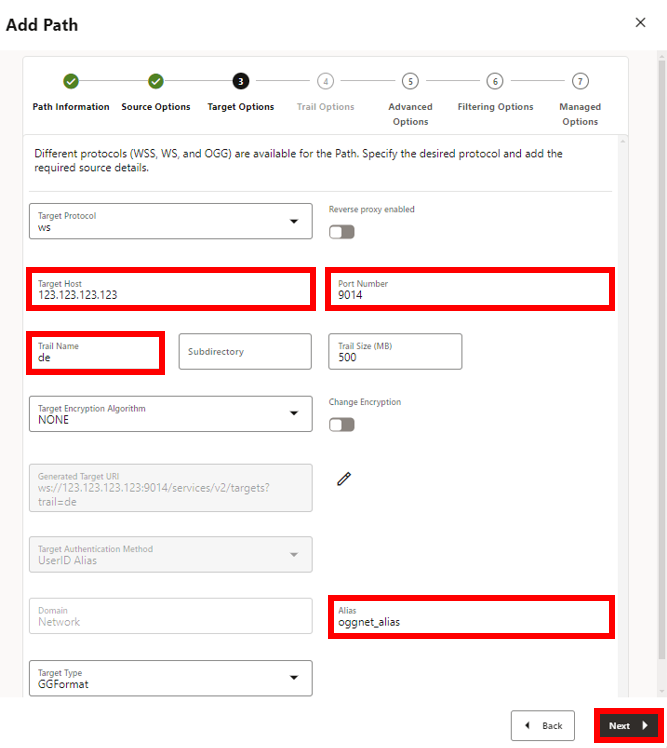 Add Path
3
4
5
6
7
Path Information
Source Options
Target Options
Trail Options
Advanced
Options
Filtering Options
Managed
Options
Different protocols (WSS, WS, and OGG) are available for the Path. Specify the desired protocol and add the
required source details.
Target Protocol
ws
Reverse proxy enabled
Target Host
123.123.123.123
Port Number
9014
Trail Name
de
Subdirectory
Trail Size (MB)
500
Target Encryption Algorithm
NONE
Change Encryption
Generated Target URI
ws://123.123.123.123:9014/services/v2/targets?
trail=de
Target Authentication Method
UserID Alias
Domain
Network
Alias
oggnet_alias
Target Type
GGFormat
Back
Next